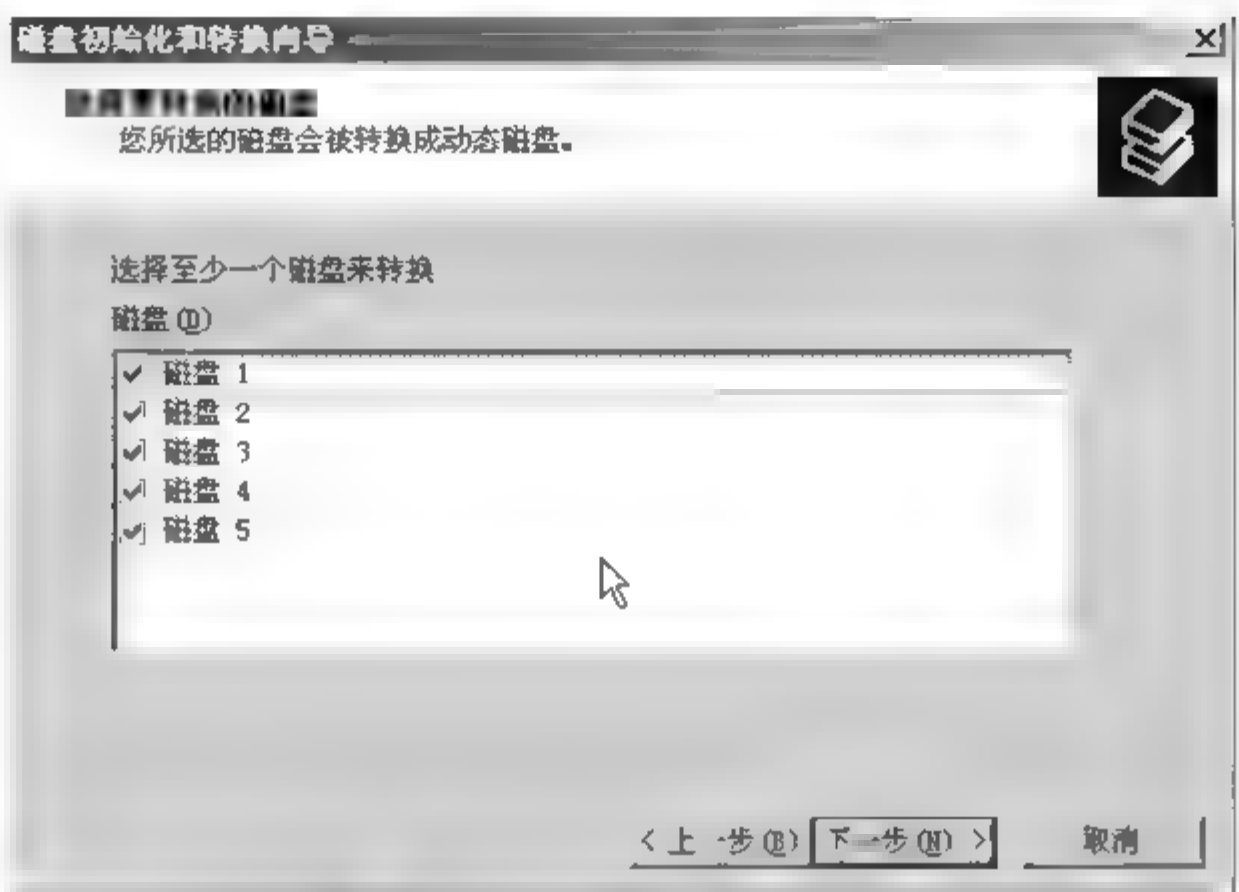 磁盘初始化和转换向导
您所选的磁盘会被转换成动态磁盘。
选择至少一个磁盘来转换
磁盘(D)
磁盘 1
磁盘 2
磁盘 3
磁盘 4
磁盘 5
<上一步(B) 下一步(N) > 取消